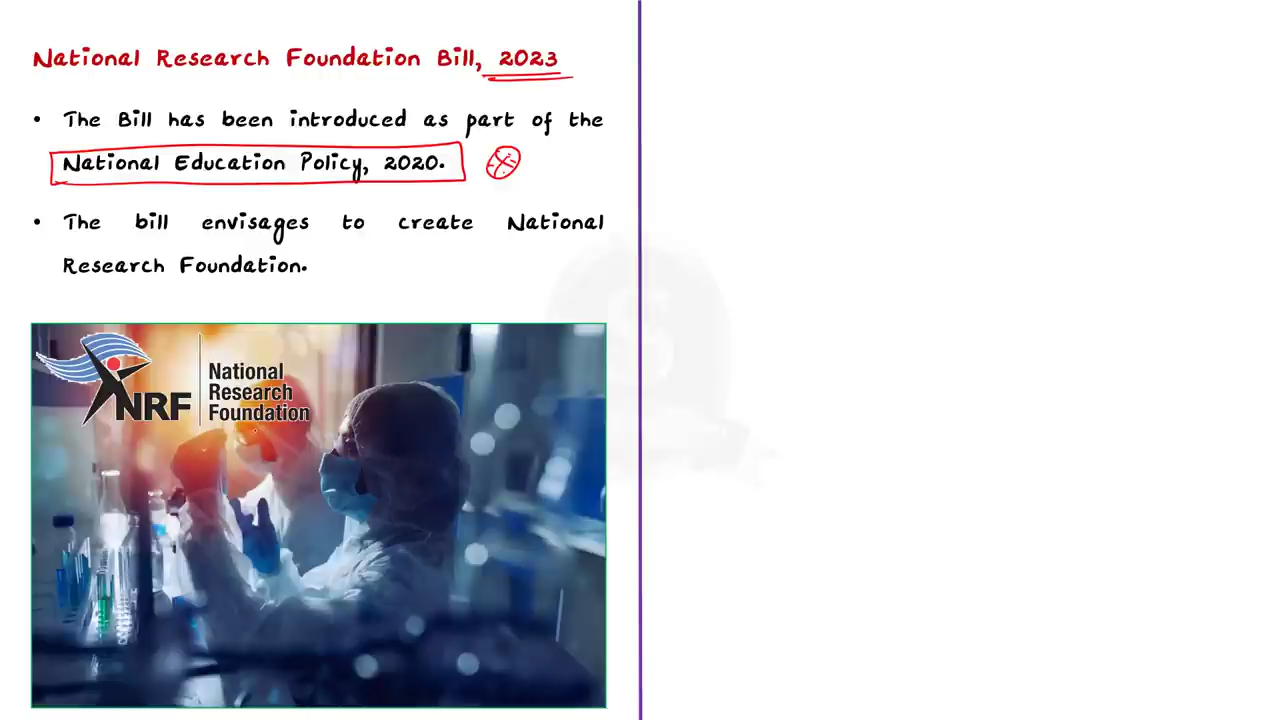 National Research Foundation Bill, 2023
• The Bill has been introduced as part of the
National Education Policy, 2020.
• The bill envisages to create National
Research Foundation.
NRF
National
Research
Foundation